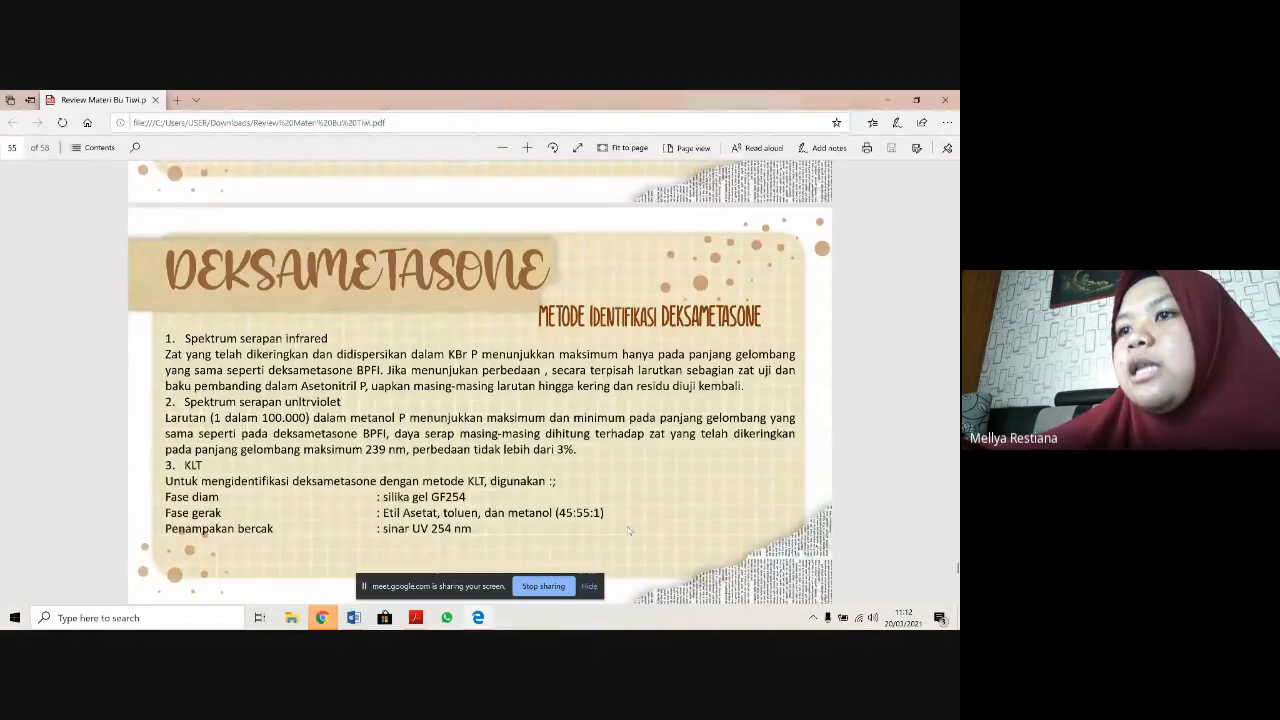 Review Materi Bu Tiwi.p
file:///C:/Users/USER/Downloads/Review%20Materi%20Bu%20Tiwi.pdf
55 of 58 Contents Fit to page Page view Read aloud Add notes
DEKSAMETASONE
METODE IDENTIFIKASI DEKSAMETASONE
1. Spektrum serapan infrared
Zat yang telah dikeringkan dan didispersikan dalam KBr P menunjukkan maksimum hanya pada panjang gelombang
yang sama seperti deksametasone BPFI. Jika menunjukan perbedaan , secara terpisah larutkan sebagian zat uji dan
baku pembanding dalam Asetonitril P, uapkan masing-masing larutan hingga kering dan residu diuji kembali.
2. Spektrum serapan unltrviolet
Larutan (1 dalam 100.000) dalam metanol P menunjukkan maksimum dan minimum pada panjang gelombang yang
sama seperti pada deksametasone BPFI, daya serap masing-masing dihitung terhadap zat yang telah dikeringkan
pada panjang gelombang maksimum 239 nm, perbedaan tidak lebih dari 3%.
3. KLT
Untuk mengidentifikasi deksametasone dengan metode KLT, digunakan :;
Fase diam : silika gel GF254
Fase gerak : Etil Asetat, toluen, dan metanol (45:55:1)
Penampakan bercak : sinar UV 254 nm
meet.google.com is sharing your screen. Stop sharing Hide
Type here to search
11:12
20/03/2021
Mellya Restiana